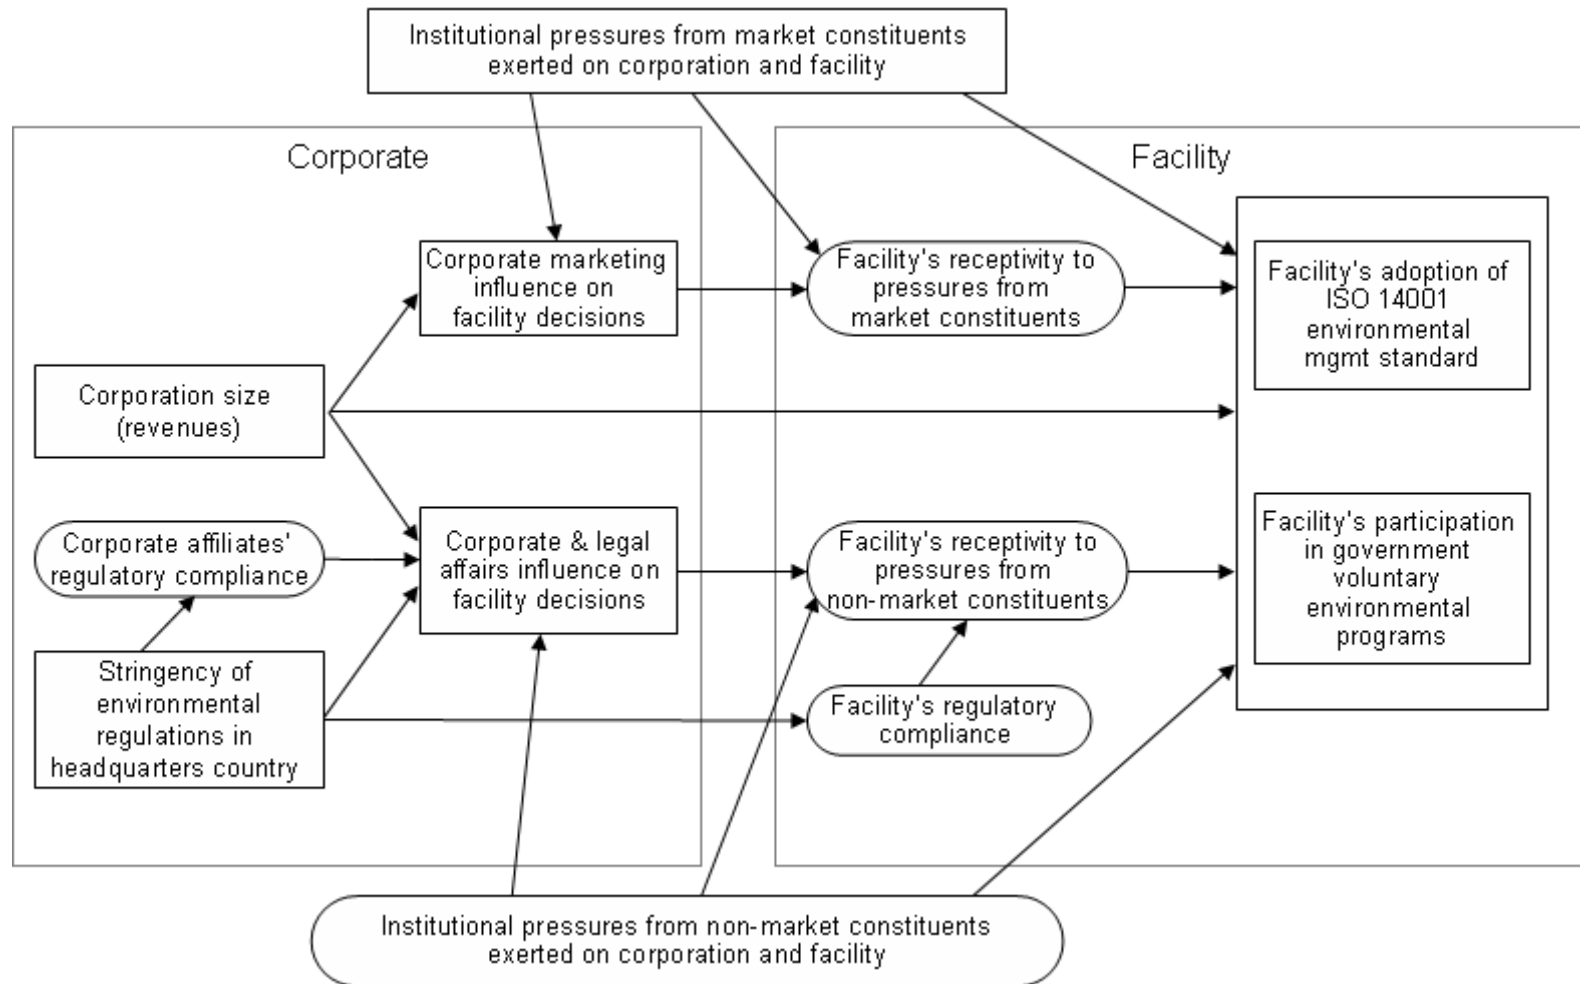 Institutional pressures from market constituents
exerted on corporation and facility
Corporate
Facility
Corporate marketing
influence on
facility decisions
Facility's receptivity to
pressures from
market constituents
Facility's adoption of
ISO 14001
environmental
mgmt standard
Corporation size
(revenues)
Corporate affiliates'
regulatory compliance
Corporate & legal
affairs influence on
facility decisions
Facility's receptivity to
pressures from
non-market constituents
Facility's participation
in government
voluntary
environmental
programs
Stringency of
environmental
regulations in
headquarters country
Facility's regulatory
compliance
Institutional pressures from non-market constituents
exerted on corporation and facility